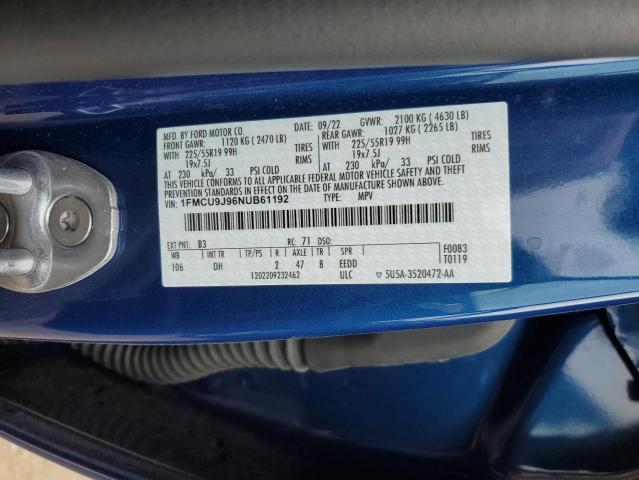 MFD. BY FORD MOTOR CO. 09/22 GVWR: 2100 KG ( 4630 LB)
FRONT GAWR: 1120 KG ( 2470 LB) REAR GAWR: 1027 KG ( 2265 LB)
WITH 225/55R19 99H TIRES WITH 225/55R19 99H TIRES
19x7.5J RIMS 19x7.5J RIMS
AT 230 kPa/ 33 PSI COLD AT 230 kPa/ 33 PSI COLD
THIS VEHICLE CONFORMS TO ALL APPLICABLE FEDERAL MOTOR VEHICLE SAFETY AND THEFT PREVENTION STANDARDS IN EFFECT ON THE DATE OF MANUFACTURE SHOWN ABOVE.
VIN: 1FMCU9J96NUB61192 TYPE: MPV
EXT PNT: B3 RC: 71 DSO: F0083
WB INT TR TP/PS R AXLE TR SPR T0119
106 DH 2 47 8 EEDD
1202209232462 ULC 5U5A-3520472-AA